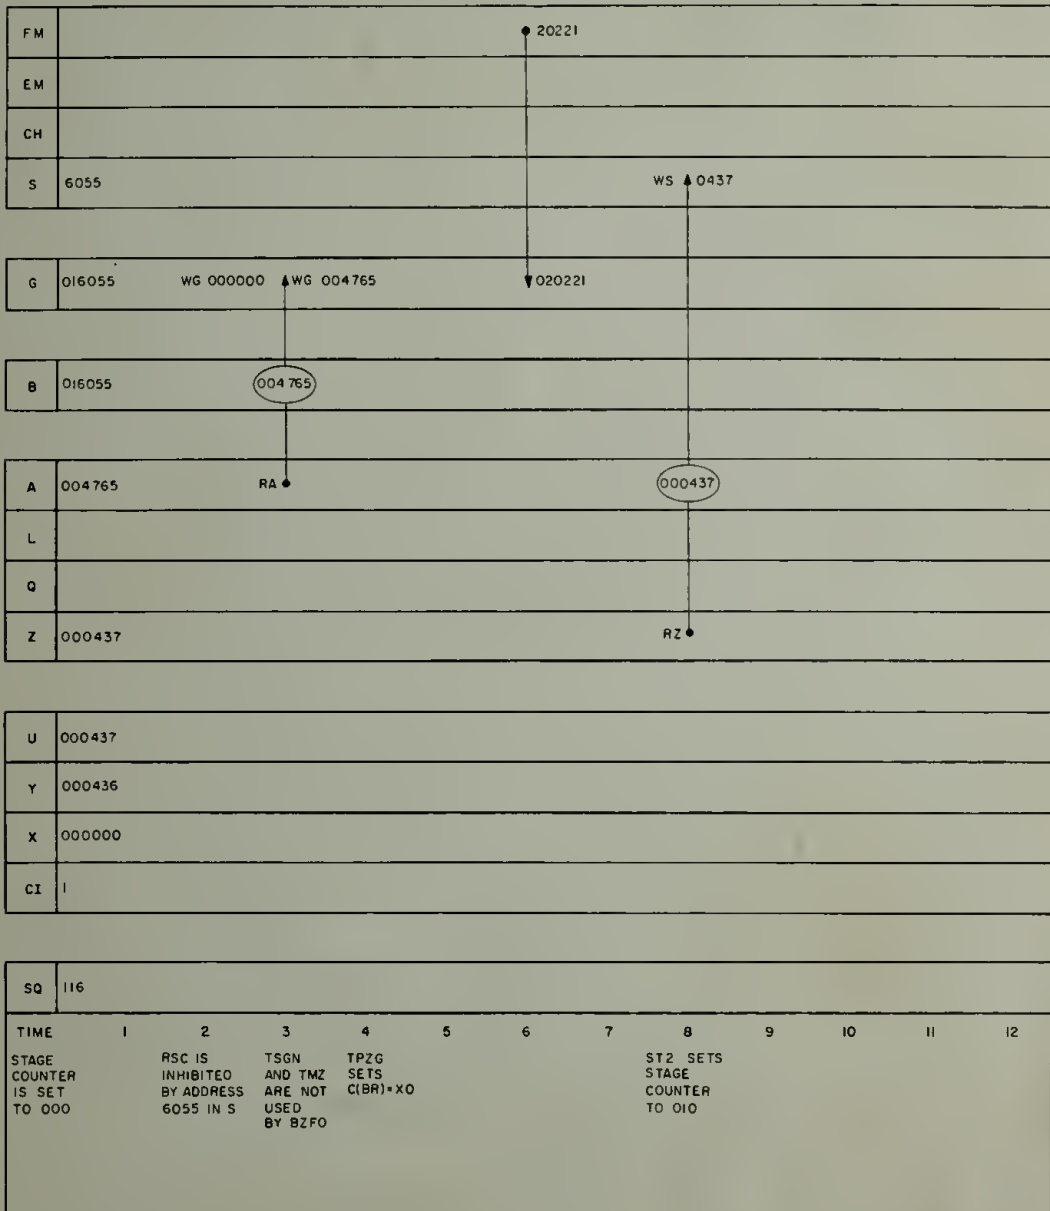 FM 20221
EM
CH
S 6055 WS 0437
G 016055 WG 000000 WG 004765 020221
B 016055 004765
A 004765 RA 000437
L
Q
Z 000437 RZ
U 000437
Y 000436
X 000000
CI 1
SQ 116
TIME 1 2 3 4 5 6 7 8 9 10 11 12
STAGE RSC IS TSGN TPZG ST2 SETS
COUNTER INHIBITED AND TMZ SETS STAGE
IS SET BY ADDRESS ARE NOT C(BR)=X0 COUNTER
TO 000 6055 IN S USED TO 010
BY BZFO